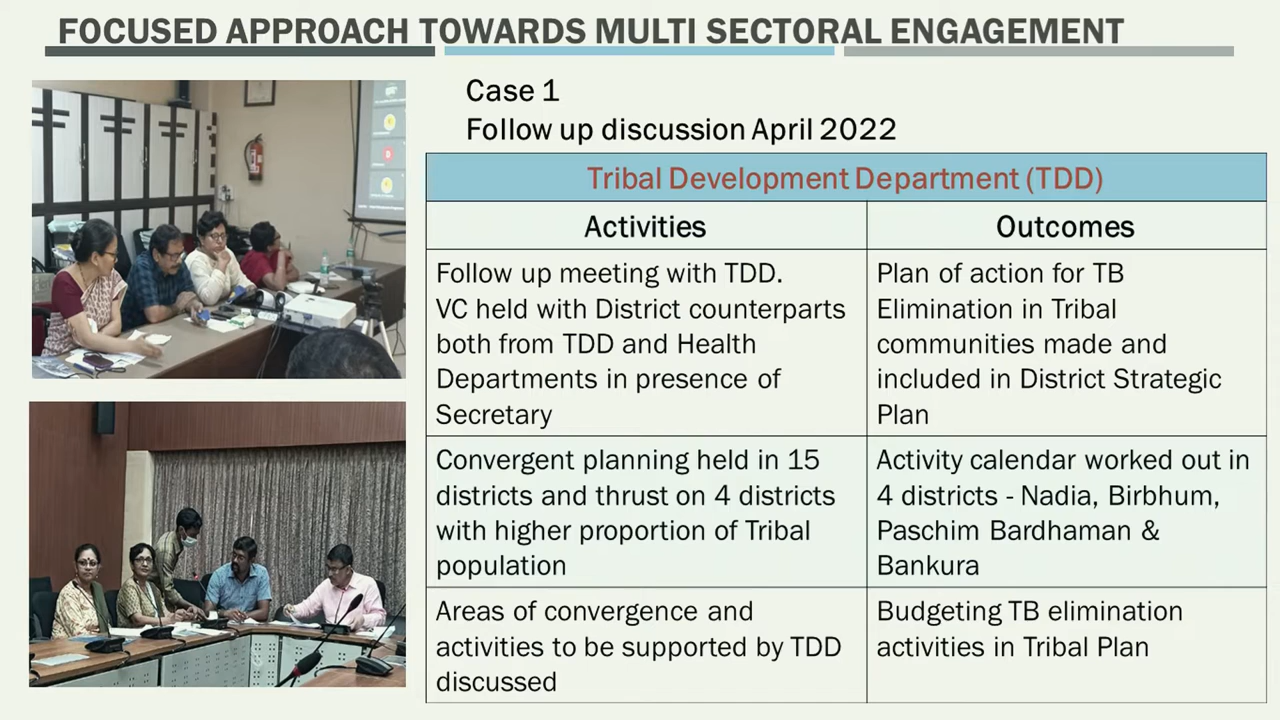 FOCUSED APPROACH TOWARDS MULTI SECTORAL ENGAGEMENT
Case 1
Follow up discussion April 2022
Tribal Development Department (TDD)
Activities
Outcomes
Follow up meeting with TDD.
VC held with District counterparts
both from TDD and Health
Departments in presence of
Secretary
Plan of action for TB
Elimination in Tribal
communities made and
included in District Strategic
Plan
Convergent planning held in 15
districts and thrust on 4 districts
with higher proportion of Tribal
population
Activity calendar worked out in
4 districts - Nadia, Birbhum,
Paschim Bardhaman &
Bankura
Areas of convergence and
activities to be supported by TDD
discussed
Budgeting TB elimination
activities in Tribal Plan